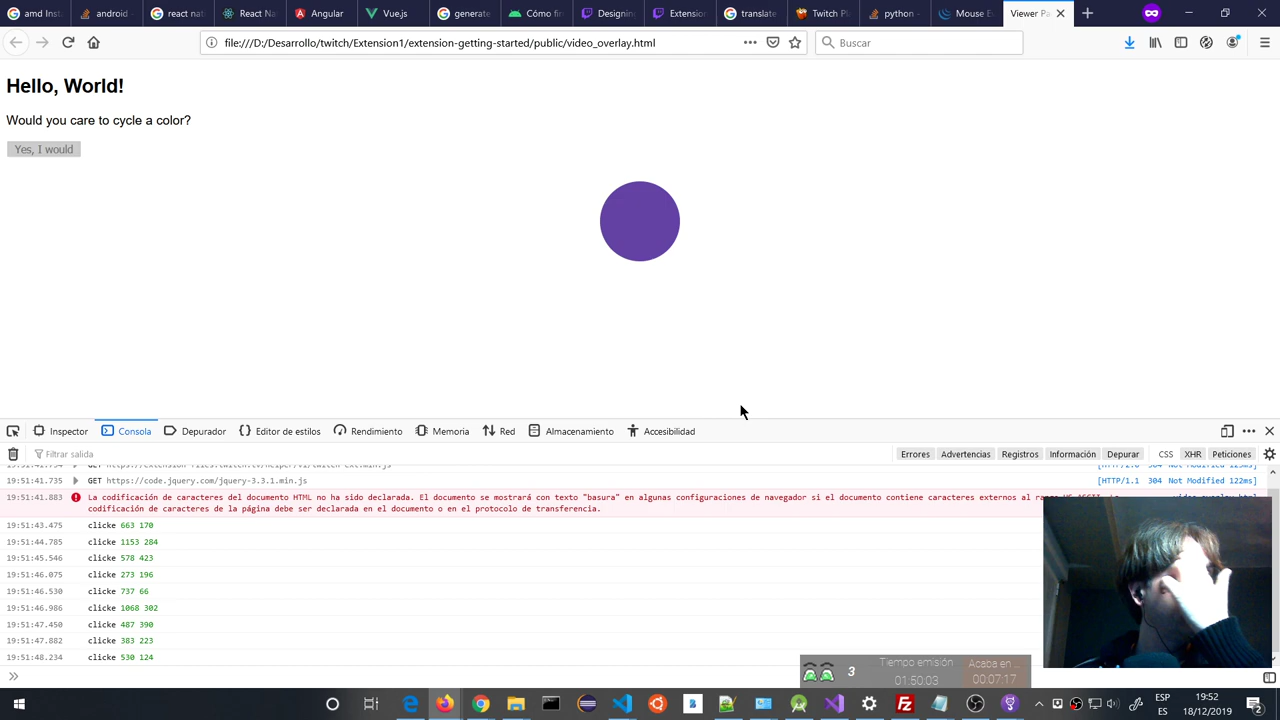 amd Inst
android -
react nati
React Na
Angu
Vue.js
generate
Cómo fir
Designing
Extension
translate
Twitch Pl
python -
Mouse Ev
Viewer Pa
file:///D:/Desarrollo/twitch/Extension1/extension-getting-started/public/video_overlay.html
Buscar
Hello, World!
Would you care to cycle a color?
Yes, I would
Inspector Consola Depurador Editor de estilos Rendimiento Memoria Red Almacenamiento Accesibilidad
Filtrar salida Errores Advertencias Registros Información Depurar CSS XHR Peticiones
19:51:41.735 GET https://code.jquery.com/jquery-3.3.1.min.js [HTTP/1.1 304 Not Modified 122ms]
19:51:41.883 La codificación de caracteres del documento HTML no ha sido declarada. El documento se mostrará con texto "basura" en algunas configuraciones de navegador si el documento contiene caracteres externos al
codificación de caracteres de la página debe ser declarada en el documento o en el protocolo de transferencia.
19:51:43.475 clicke 663 170
19:51:44.785 clicke 1153 284
19:51:45.546 clicke 578 423
19:51:46.075 clicke 273 196
19:51:46.530 clicke 737 66
19:51:46.986 clicke 1068 302
19:51:47.450 clicke 487 390
19:51:47.882 clicke 383 223
19:51:48.234 clicke 530 124
3 Tiempo emisión Acaba en ...
01:50:03 00:07:17
ESP 19:52
ES 18/12/2019
2